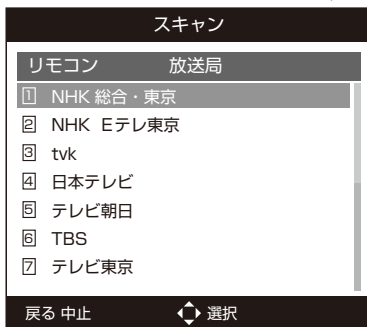 スキャン
リモコン 放送局
1 NHK 総合・東京
2 NHK Eテレ東京
3 tvk
4 日本テレビ
5 テレビ朝日
6 TBS
7 テレビ東京
戻る 中止 選択